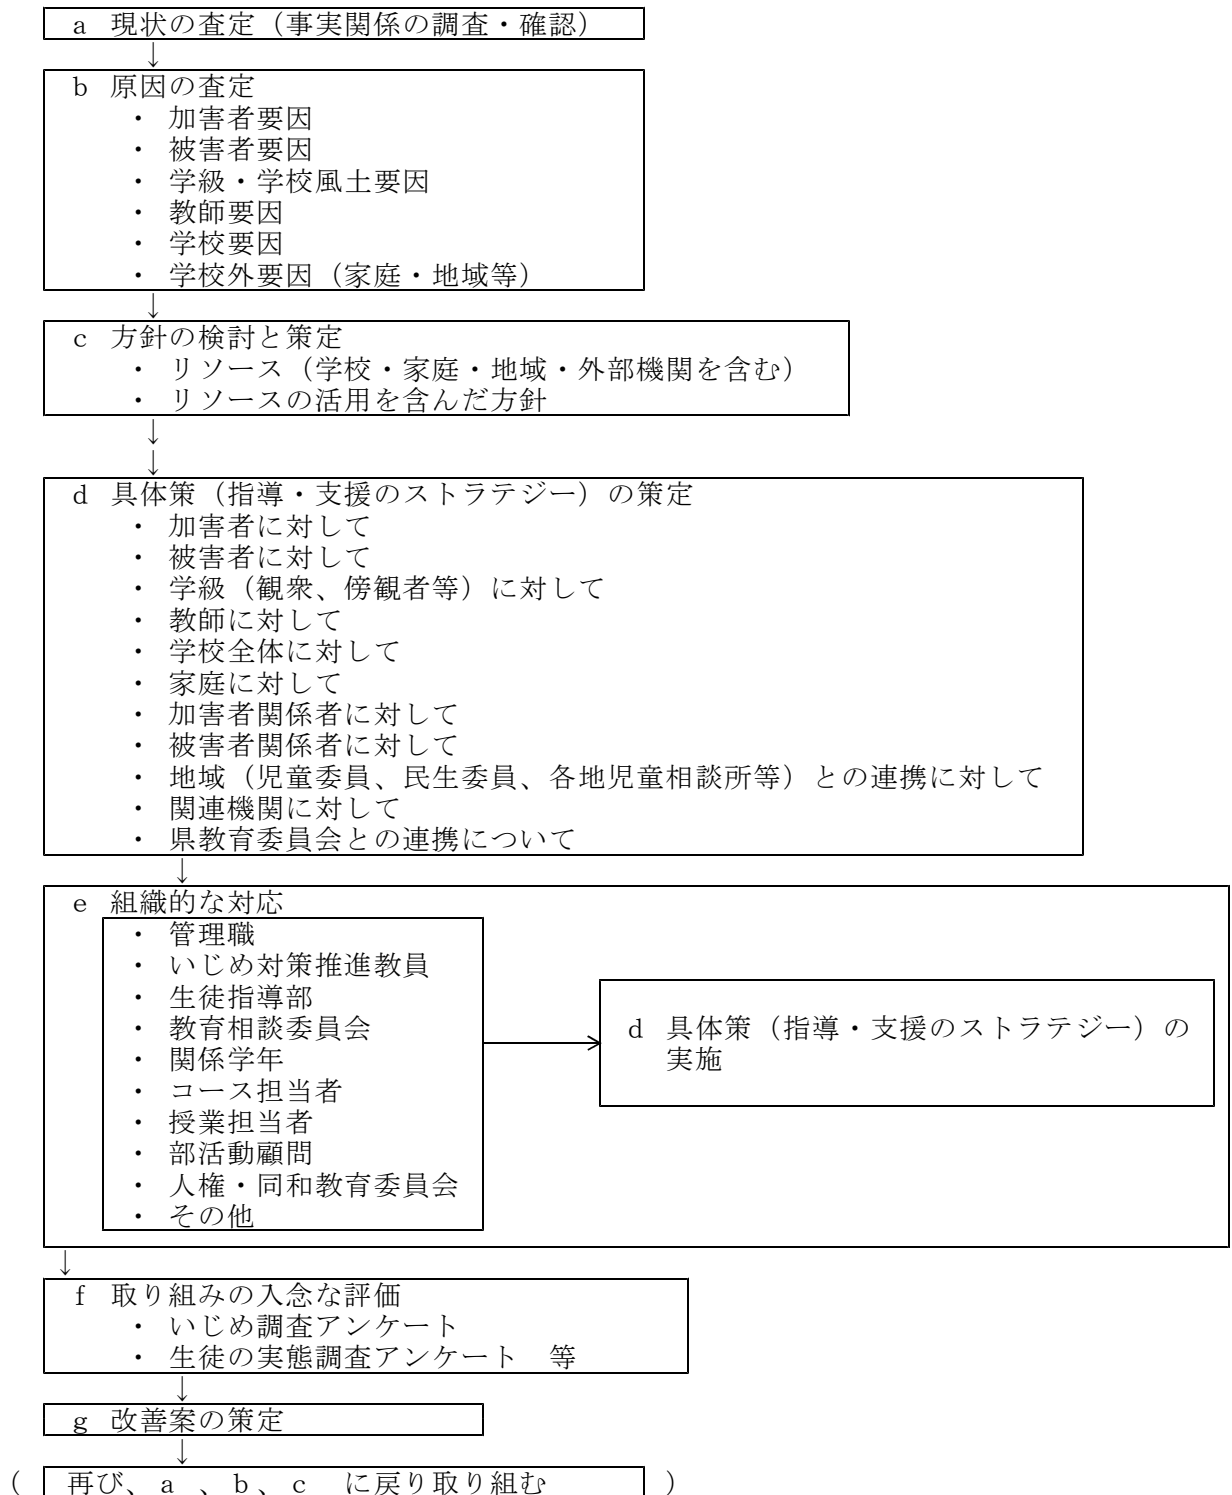 a 現状の査定（事実関係の調査・確認）
↓
b 原因の査定
・ 加害者要因
・ 被害者要因
・ 学級・学校風土要因
・ 教師要因
・ 学校要因
・ 学校外要因（家庭・地域等）
↓
c 方針の検討と策定
・ リソース（学校・家庭・地域・外部機関を含む）
・ リソースの活用を含んだ方針
↓
↓
d 具体策（指導・支援のストラテジー）の策定
・ 加害者に対して
・ 被害者に対して
・ 学級（観衆、傍観者等）に対して
・ 教師に対して
・ 学校全体に対して
・ 家庭に対して
・ 加害者関係者に対して
・ 被害者関係者に対して
・ 地域（児童委員、民生委員、各地児童相談所等）との連携に対して
・ 関連機関に対して
・ 県教育委員会との連携について
↓
e 組織的な対応
・ 管理職
・ いじめ対策推進教員
・ 生徒指導部
・ 教育相談委員会
・ 関係学年
・ コース担当者
・ 授業担当者
・ 部活動顧問
・ 人権・同和教育委員会
・ その他
d 具体策（指導・支援のストラテジー）の
実施
↓
f 取り組みの入念な評価
・ いじめ調査アンケート
・ 生徒の実態調査アンケート 等
↓
g 改善案の策定
↓
（ 再び、a 、b、c に戻り取り組む ）